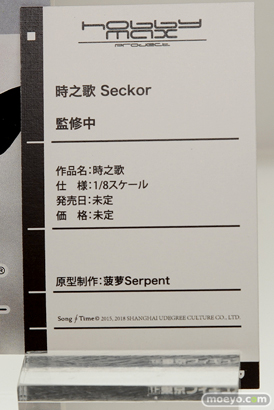 hobby
max
project
時之歌 Seckor
監修中
作品名:時之歌
仕　様:1/8スケール
発売日:未定
価　格:未定
原型制作:菠萝Serpent
Song of Time © 2015, 2018 SHANGHAI UDEGREE CULTURE CO., LTD.
moeyo.com